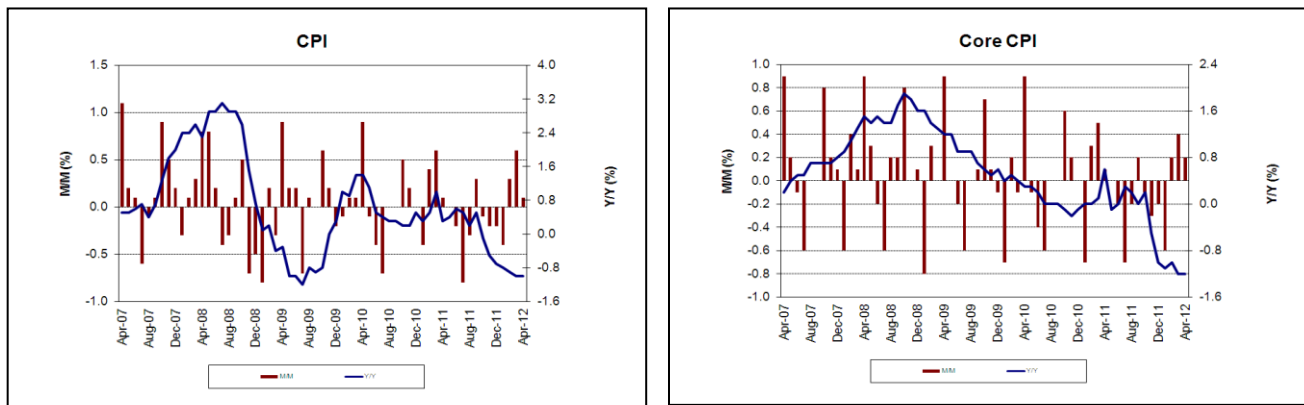 CPI
M/M (%)
1.5
1.0
0.5
0.0
-0.5
-1.0
4.0
3.2
2.4
1.6
0.8
0.0
-0.8
-1.6
Y/Y (%)
Apr-07
Aug-07
Dec-07
Apr-08
Aug-08
Dec-08
Apr-09
Aug-09
Dec-09
Apr-10
Aug-10
Dec-10
Apr-11
Aug-11
Dec-11
Apr-12
M/M Y/Y
Core CPI
M/M (%)
1.0
0.8
0.6
0.4
0.2
0.0
-0.2
-0.4
-0.6
-0.8
-1.0
2.4
1.6
0.8
0.0
-0.8
-1.6
Y/Y (%)
Apr-07
Aug-07
Dec-07
Apr-08
Aug-08
Dec-08
Apr-09
Aug-09
Dec-09
Apr-10
Aug-10
Dec-10
Apr-11
Aug-11
Dec-11
Apr-12
M/M Y/Y